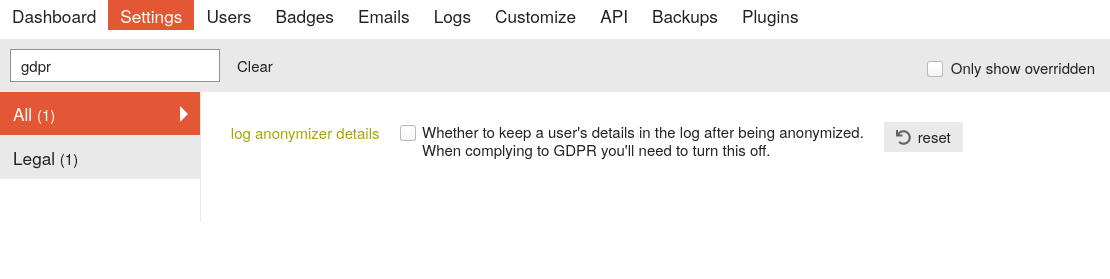 Dashboard Settings Users Badges Emails Logs Customize API Backups Plugins
gdpr Clear Only show overridden
All (1)
Legal (1)
log anonymizer details Whether to keep a user's details in the log after being anonymized. reset
When complying to GDPR you'll need to turn this off.